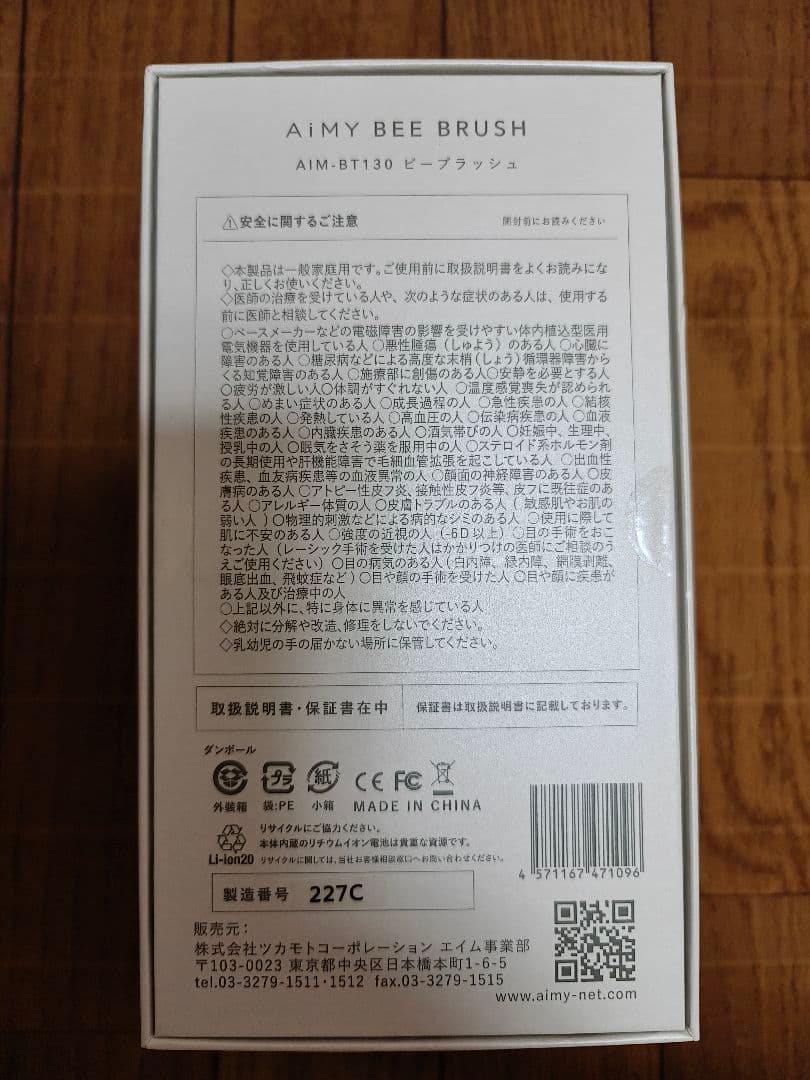 AiMY BEE BRUSH
AIM-BT130 ビーブラッシュ
⚠安全に関するご注意 開封前にお読みください
◇本製品は一般家庭用です。ご使用前に取扱説明書をよくお読みにな
り、正しくお使いください。
◇医師の治療を受けている人や、次のような症状のある人は、使用する
前に医師と相談してください。
○ペースメーカーなどの電磁障害の影響を受けやすい体内植込型医用
電気機器を使用している人 ○悪性腫瘍（しゅよう）のある人 ○心臓に
障害のある人 ○糖尿病などによる高度な末梢（しょう）循環器障害から
くる知覚障害のある人 ○施療部に創傷のある人○安静を必要とする人
○疲労が激しい人○体調がすぐれない人 ○温度感覚喪失が認められ
る人 ○めまい症状のある人 ○成長過程の人 ○急性疾患の人 ○結核
性疾患の人 ○発熱している人 ○高血圧の人 ○伝染病疾患の人 ○血液
疾患のある人 ○内臓疾患のある人 ○酒気帯びの人 ○妊娠中、生理中、
授乳中の人 ○眠気をさそう薬を服用中の人 ○ステロイド系ホルモン剤
の長期使用や肝機能障害で毛細血管拡張を起こしている人 ○出血性
疾患、血友病疾患等の血液異常の人 ○顔面の神経障害のある人 ○皮
膚病のある人 ○アトピー性皮フ炎、接触性皮フ炎等、皮フに既往症のあ
る人 ○アレルギー体質の人 ○皮膚トラブルのある人（敏感肌やお肌の
弱い人）○物理的刺激などによる病的なシミのある人 ○使用に際して
肌に不安のある人 ○強度の近視の人（-6D以上）○目の手術をおこ
なった人（レーシック手術を受けた人はかかりつけの医師にご相談のう
えご使用ください）○目の病気のある人（白内障、緑内障、網膜剥離、
眼底出血、飛蚊症など）○目や顔の手術を受けた人 ○目や顔に疾患が
ある人及び治療中の人
○上記以外に、特に身体に異常を感じている人
◇絶対に分解や改造、修理をしないでください。
◇乳幼児の手の届かない場所に保管してください。
取扱説明書・保証書在中 保証書は取扱説明書に記載しております。
ダンボール
プラ 紙 CE FC
外装箱 袋:PE 小箱 MADE IN CHINA
リサイクルにご協力ください。
本体内蔵のリチウムイオン電池は貴重な資源です。
Li-ion20 リサイクルに関しては、当社お客様相談窓口へお問い合わせください。
4 571167 471096
製造番号 227C
販売元：
株式会社ツカモトコーポレーション エイム事業部
〒103-0023 東京都中央区日本橋本町1-6-5
tel.03-3279-1511・1512 fax.03-3279-1515
www.aimy-net.com